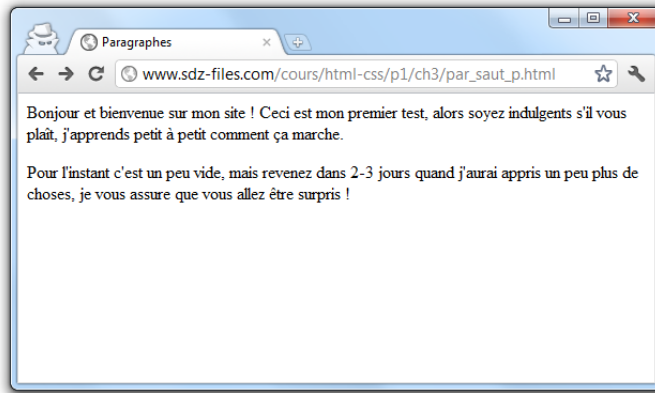 Paragraphes
www.sdz-files.com/cours/html-css/p1/ch3/par_saut_p.html
Bonjour et bienvenue sur mon site ! Ceci est mon premier test, alors soyez indulgents s'il vous
plaît, j'apprends petit à petit comment ça marche.
Pour l'instant c'est un peu vide, mais revenez dans 2-3 jours quand j'aurai appris un peu plus de
choses, je vous assure que vous allez être surpris !